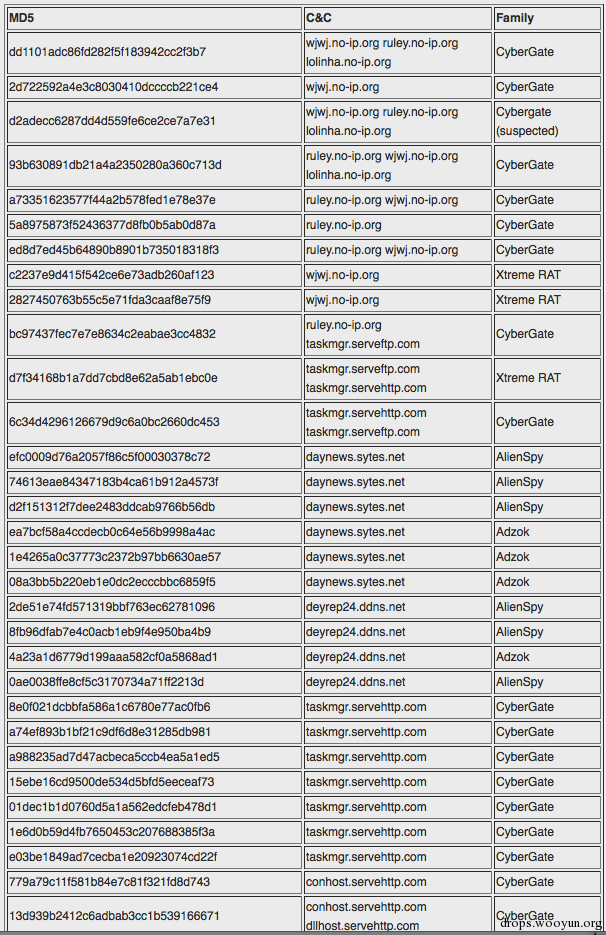 MD5 C&C Family
dd1101adc86fd282f5f183942cc2f3b7 wjwj.no-ip.org ruley.no-ip.org CyberGate
lolinha.no-ip.org
2d722592a4e3c8030410dccccb221ce4 wjwj.no-ip.org CyberGate
d2adecc6287dd4d559fe6ce2ce7a7e31 wjwj.no-ip.org ruley.no-ip.org Cybergate
lolinha.no-ip.org (suspected)
93b630891db21a4a2350280a360c713d ruley.no-ip.org wjwj.no-ip.org CyberGate
lolinha.no-ip.org
a73351623577f44a2b578fed1e78e37e ruley.no-ip.org wjwj.no-ip.org CyberGate
5a8975873f52436377d8fb0b5ab0d87a ruley.no-ip.org CyberGate
ed8d7ed45b64890b8901b735018318f3 ruley.no-ip.org wjwj.no-ip.org CyberGate
c2237e9d415f542ce6e73adb260af123 wjwj.no-ip.org Xtreme RAT
2827450763b55c5e71fda3caaf8e75f9 wjwj.no-ip.org Xtreme RAT
bc97437fec7e7e8634c2eabae3cc4832 ruley.no-ip.org CyberGate
taskmgr.serveftp.com
d7f34168b1a7dd7cbd8e62a5ab1ebc0e taskmgr.serveftp.com Xtreme RAT
taskmgr.servehttp.com
6c34d4296126679d9c6a0bc2660dc453 taskmgr.servehttp.com CyberGate
taskmgr.serveftp.com
efc0009d76a2057f86c5f00030378c72 daynews.sytes.net AlienSpy
74613eae84347183b4ca61b912a4573f daynews.sytes.net AlienSpy
d2f151312f7dee2483ddcab9766b56db daynews.sytes.net AlienSpy
ea7bcf58a4ccdecb0c64e56b9998a4ac daynews.sytes.net Adzok
1e4265a0c37773c2372b97bb6630ae57 daynews.sytes.net Adzok
08a3bb5b220eb1e0dc2ecccbbc6859f5 daynews.sytes.net Adzok
2de51e74fd571319bbf763ec62781096 deyrep24.ddns.net AlienSpy
8fb96dfab7e4c0acb1eb9f4e950ba4b9 deyrep24.ddns.net AlienSpy
4a23a1d6779d199aaa582cf0a5868ad1 deyrep24.ddns.net Adzok
0ae0038ffe8cf5c3170734a71ff2213d deyrep24.ddns.net AlienSpy
8e0f021dcbbfa586a1c6780e77ac0fb6 taskmgr.servehttp.com CyberGate
a74ef893b1bf21c9df6d8e31285db981 taskmgr.servehttp.com CyberGate
a988235ad7d47acbeca5ccb4ea5a1ed5 taskmgr.servehttp.com CyberGate
15ebe16cd9500de534d5bfd5eeceaf73 taskmgr.servehttp.com CyberGate
01dec1b1d0760d5a1a562edcfeb478d1 taskmgr.servehttp.com CyberGate
1e6d0b59d4fb7650453c207688385f3a taskmgr.servehttp.com CyberGate
e03be1849ad7cecba1e20923074cd22f taskmgr.servehttp.com CyberGate
779a79c11f581b84e7c81f321fd8d743 conhost.servehttp.com CyberGate
13d939b2412c6adbab3cc1b539166671 conhost.servehttp.com CyberGate
dllhost.servehttp.com
drops.wooyun.org